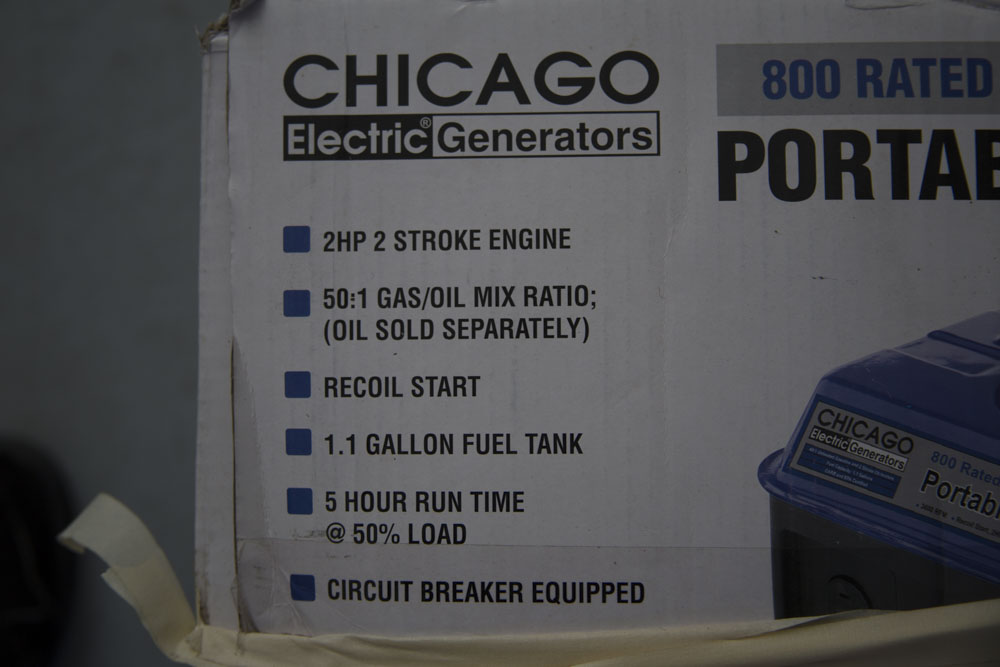 CHICAGO
Electric® Generators
2HP 2 STROKE ENGINE
50:1 GAS/OIL MIX RATIO;
(OIL SOLD SEPARATELY)
RECOIL START
1.1 GALLON FUEL TANK
5 HOUR RUN TIME
@ 50% LOAD
CIRCUIT BREAKER EQUIPPED
800 RATED
PORTAB
CHICAGO
Electric Generators
800 Rated
Portabl